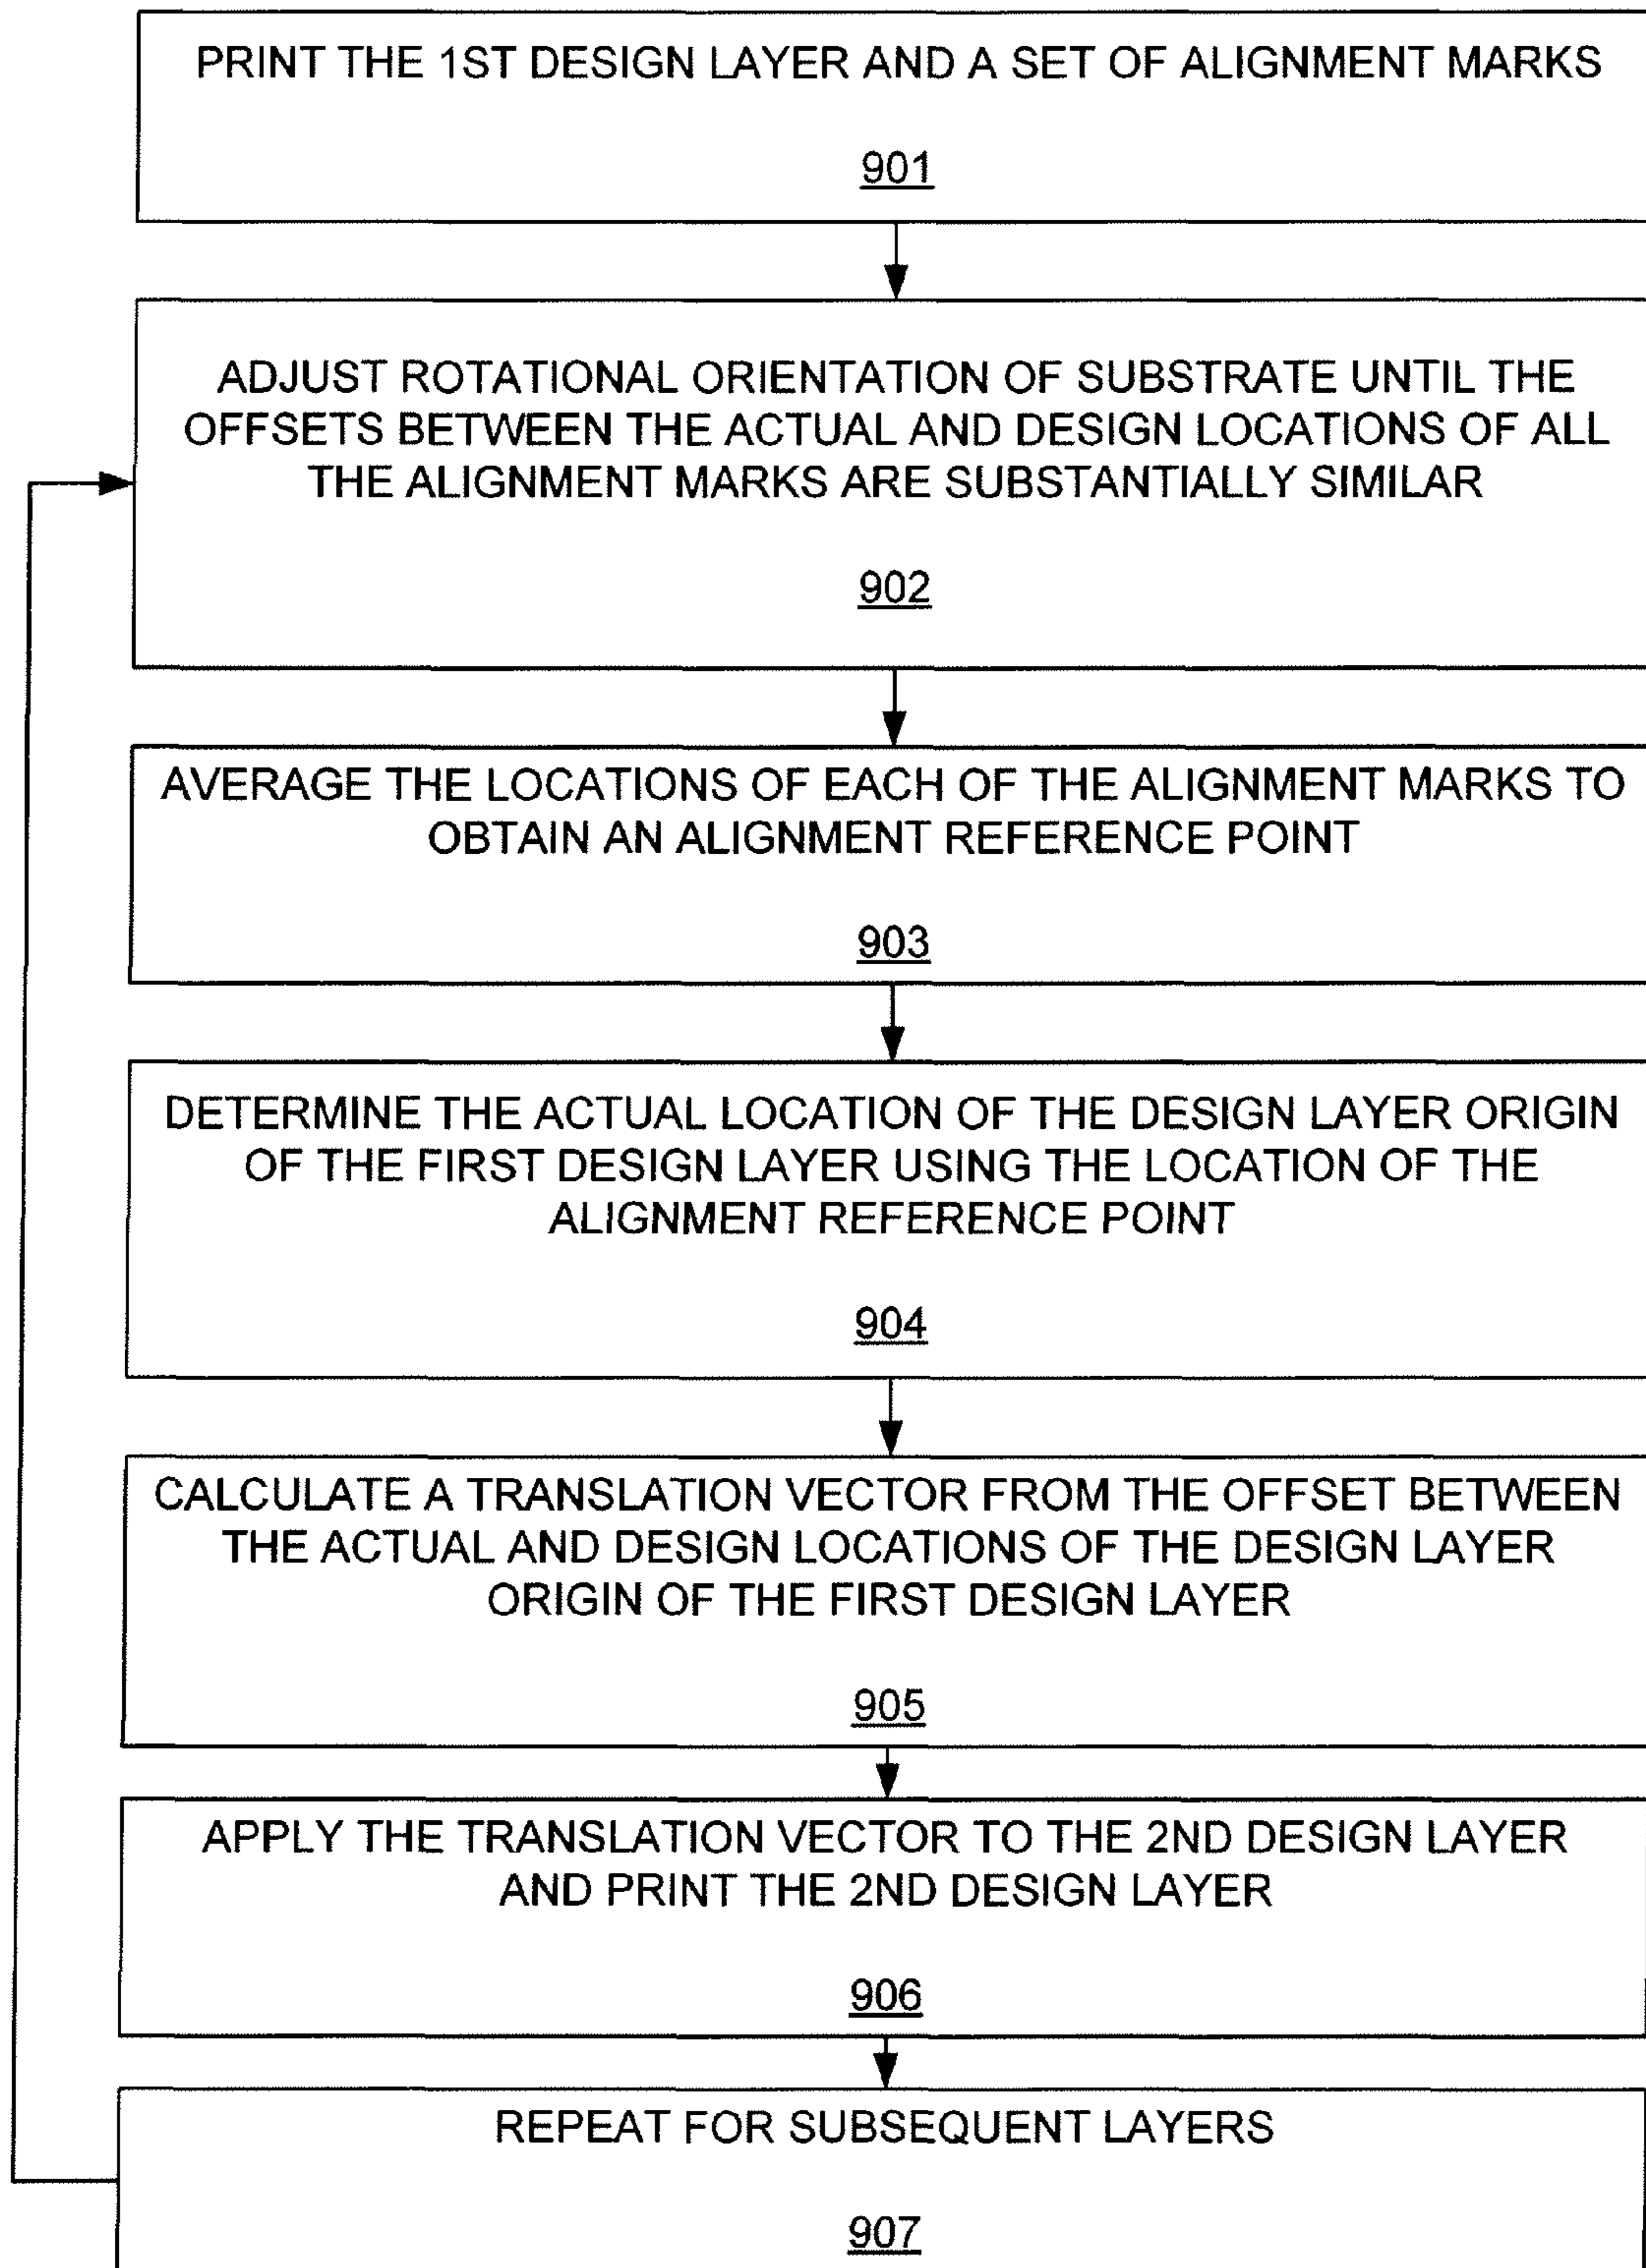 PRINT THE 1ST DESIGN LAYER AND A SET OF ALIGNMENT MARKS
901
ADJUST ROTATIONAL ORIENTATION OF SUBSTRATE UNTIL THE
OFFSETS BETWEEN THE ACTUAL AND DESIGN LOCATIONS OF ALL
THE ALIGNMENT MARKS ARE SUBSTANTIALLY SIMILAR
902
AVERAGE THE LOCATIONS OF EACH OF THE ALIGNMENT MARKS TO
OBTAIN AN ALIGNMENT REFERENCE POINT
903
DETERMINE THE ACTUAL LOCATION OF THE DESIGN LAYER ORIGIN
OF THE FIRST DESIGN LAYER USING THE LOCATION OF THE
ALIGNMENT REFERENCE POINT
904
CALCULATE A TRANSLATION VECTOR FROM THE OFFSET BETWEEN
THE ACTUAL AND DESIGN LOCATIONS OF THE DESIGN LAYER
ORIGIN OF THE FIRST DESIGN LAYER
905
APPLY THE TRANSLATION VECTOR TO THE 2ND DESIGN LAYER
AND PRINT THE 2ND DESIGN LAYER
906
REPEAT FOR SUBSEQUENT LAYERS
907